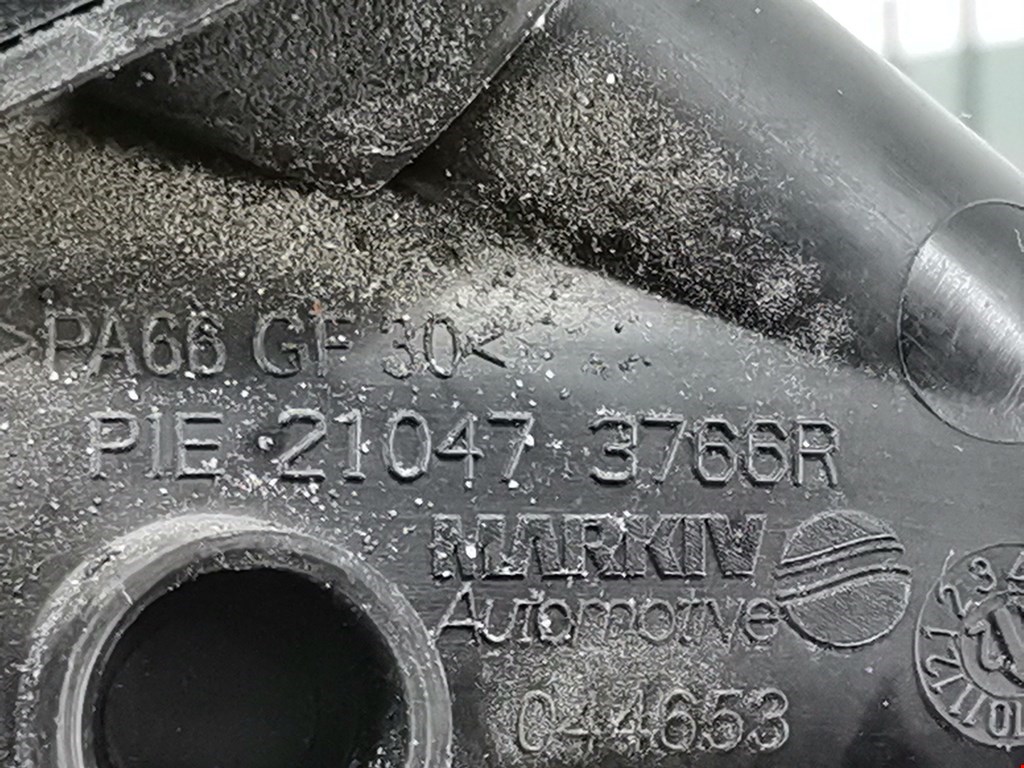 >PA66 GF 30<
PIE 21047 3766R
MARKIV
Automotive
044653